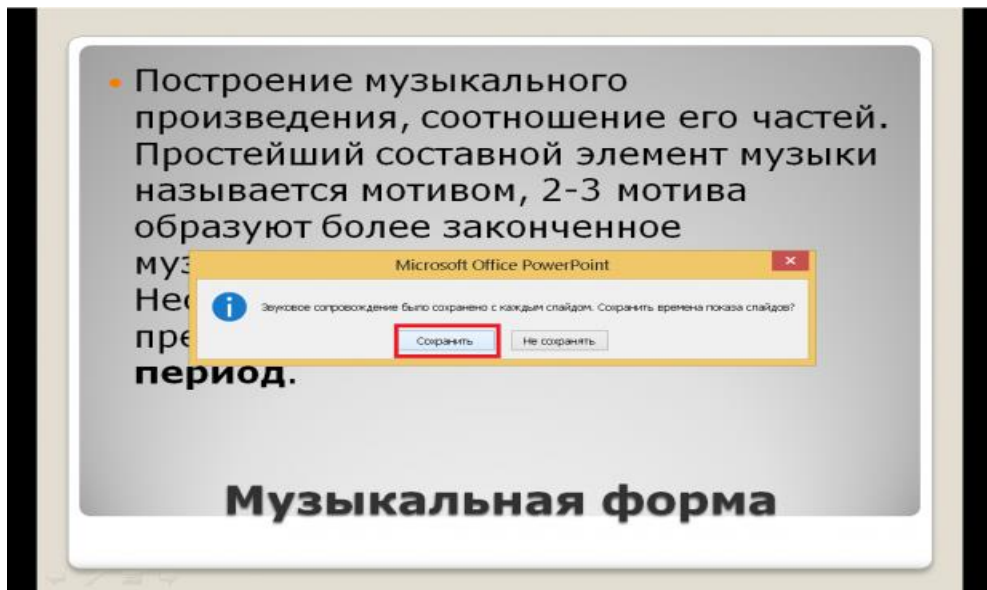 • Построение музыкального
произведения, соотношение его частей.
Простейший составной элемент музыки
называется мотивом, 2-3 мотива
образуют более законченное
Microsoft Office PowerPoint
Звуковое сопровождение было сохранено с каждым слайдом. Сохранить времена показа слайдов?
Сохранить
Не сохранять
период.
Музыкальная форма